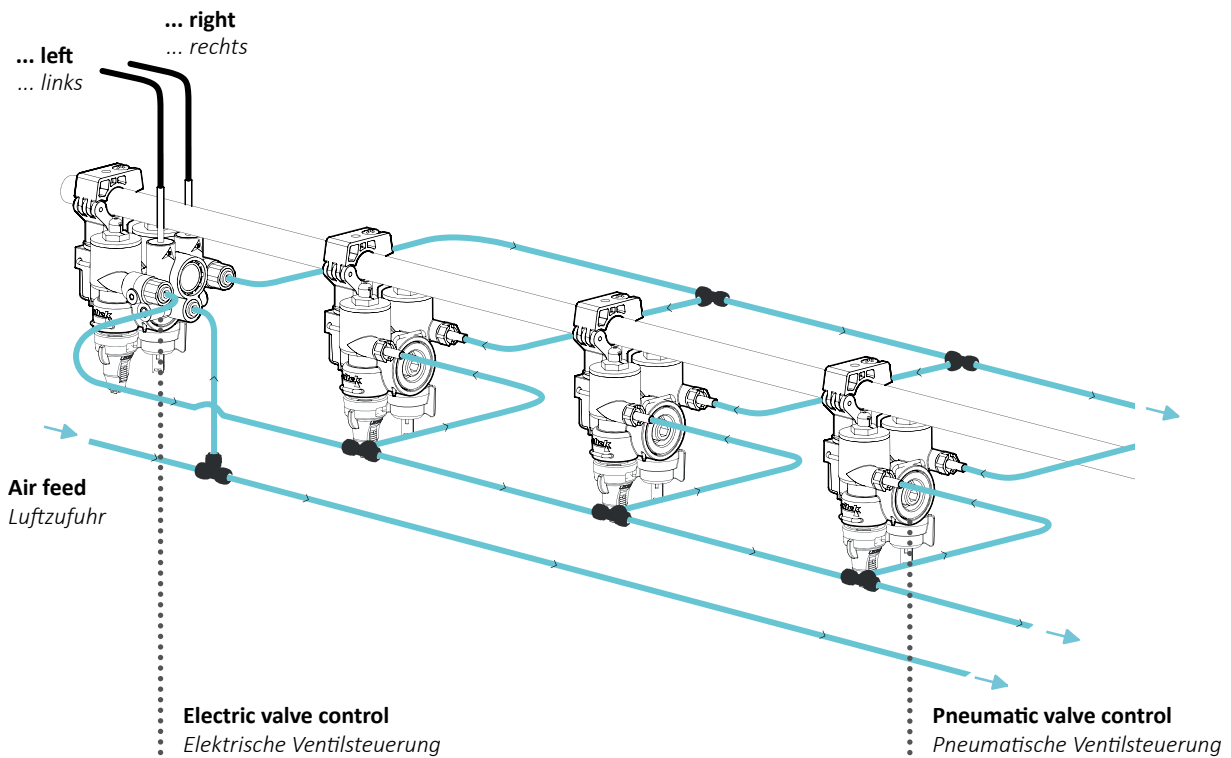 ... right
... rechts
... left
... links
Air feed
Luftzufuhr
Electric valve control
Elektrische Ventilsteuerung
Pneumatic valve control
Pneumatische Ventilsteuerung